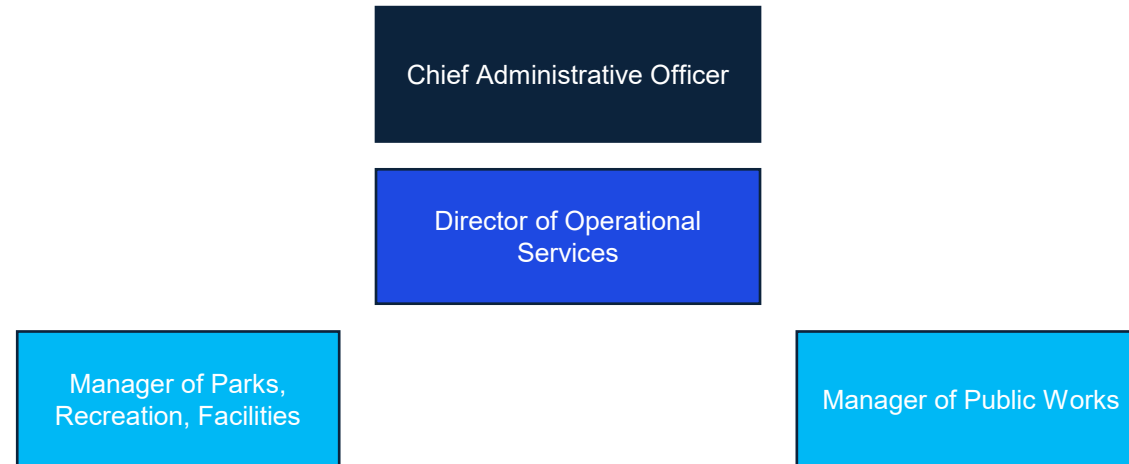 Chief Administrative Officer
Director of Operational
Services
Manager of Parks,
Recreation, Facilities
Manager of Public Works